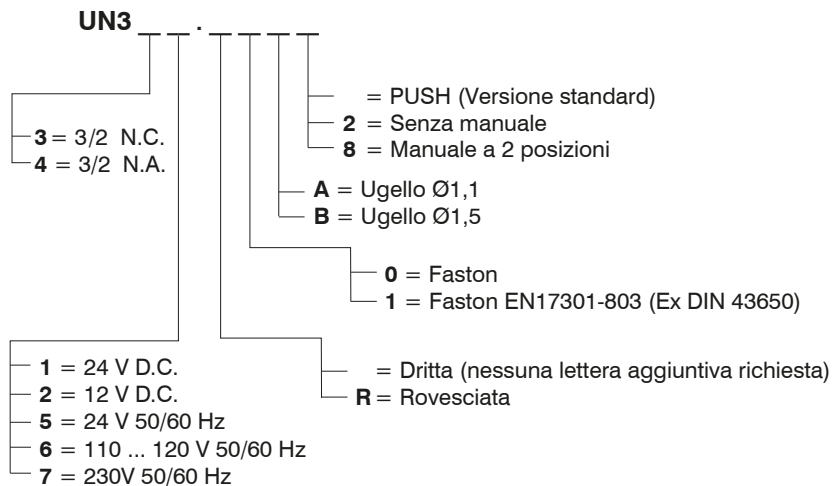 UN3 _ _ . _ _ _ _
= PUSH (Versione standard)
2 = Senza manuale
8 = Manuale a 2 posizioni
3 = 3/2 N.C.
4 = 3/2 N.A.
A = Ugello Ø1,1
B = Ugello Ø1,5
0 = Faston
1 = Faston EN17301-803 (Ex DIN 43650)
1 = 24 V D.C.
2 = 12 V D.C.
5 = 24 V 50/60 Hz
6 = 110 ... 120 V 50/60 Hz
7 = 230V 50/60 Hz
= Dritta (nessuna lettera aggiuntiva richiesta)
R = Rovesciata